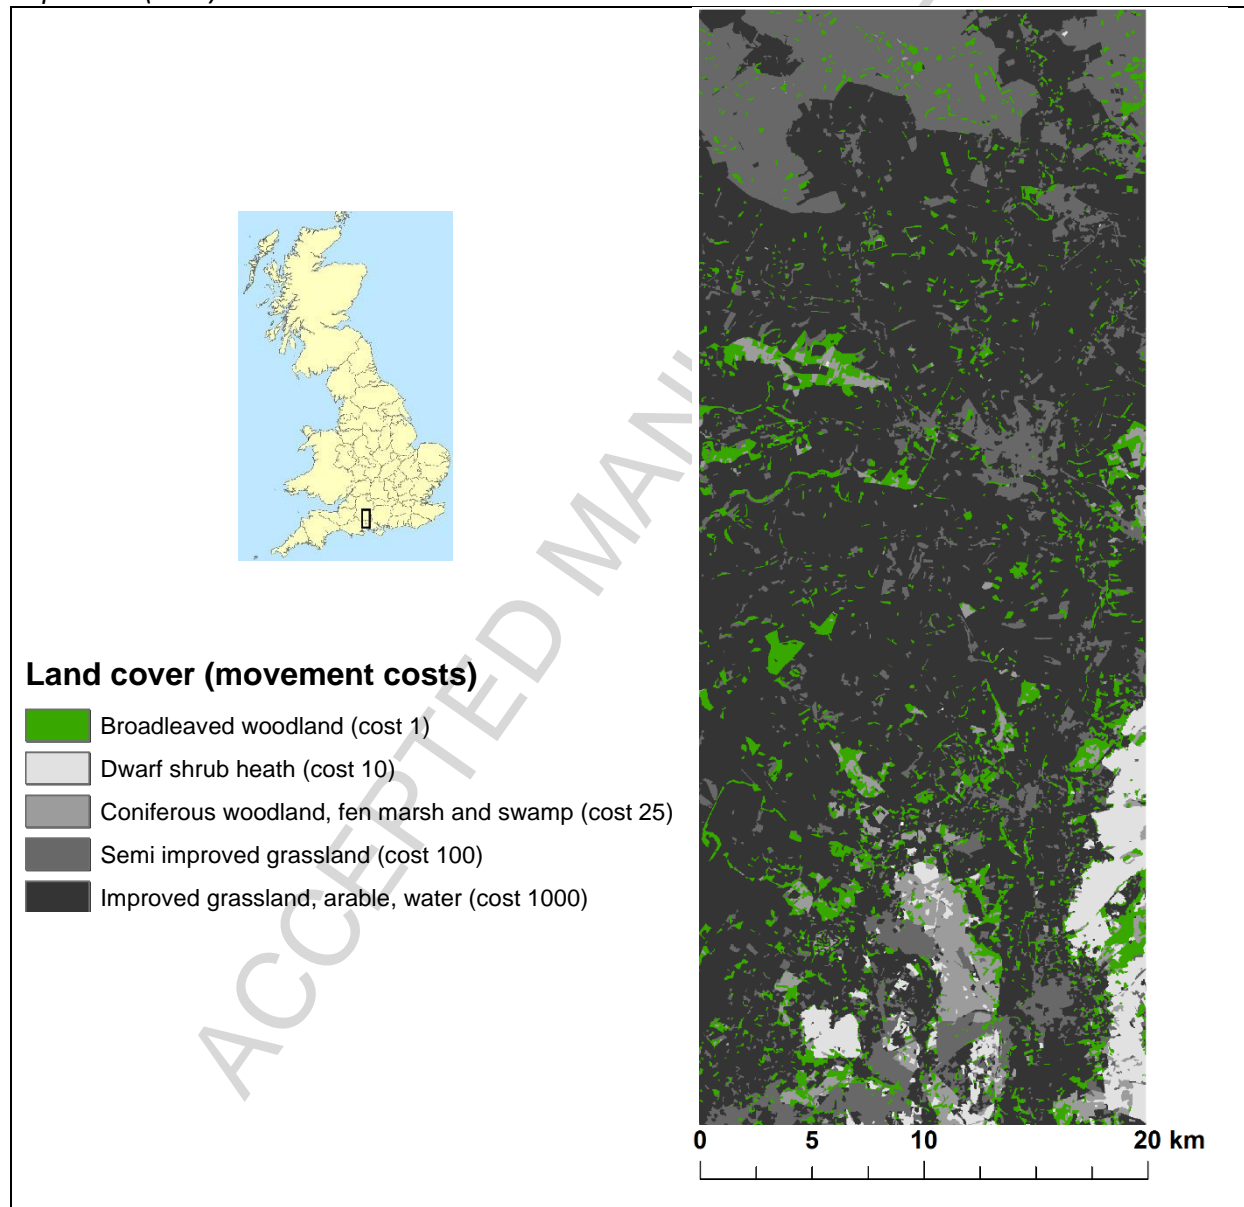 ACCEPTED MANU
Land cover (movement costs)
Broadleaved woodland (cost 1)
Dwarf shrub heath (cost 10)
Coniferous woodland, fen marsh and swamp (cost 25)
Semi improved grassland (cost 100)
Improved grassland, arable, water (cost 1000)
0 5 10 20 km